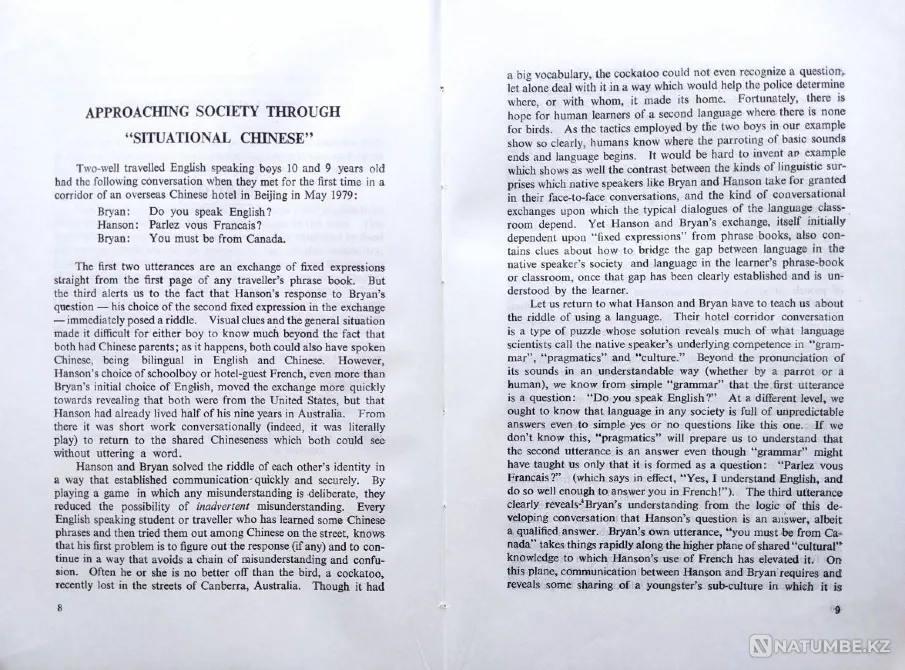 APPROACHING SOCIETY THROUGH
"SITUATIONAL CHINESE"
Two-well travelled English speaking boys 10 and 9 years old
had the following conversation when they met for the first time in a
corridor of an overseas Chinese hotel in Beijing in May 1979:
Bryan: Do you speak English?
Hanson: Parlez vous Francais?
Bryan: You must be from Canada.
The first two utterances are an exchange of fixed expressions
straight from the first page of any traveller's phrase book. But
the third alerts us to the fact that Hanson's response to Bryan's
question — his choice of the second fixed expression in the exchange
— immediately posed a riddle. Visual clues and the general situation
made it difficult for either boy to know much beyond the fact that
both had Chinese parents; as it happens, both could also have spoken
Chinese, being bilingual in English and Chinese. However,
Hanson's choice of schoolboy or hotel-guest French, even more than
Bryan's initial choice of English, moved the exchange more quickly
towards revealing that both were from the United States, but that
Hanson had already lived half of his nine years in Australia. From
there it was short work conversationally (indeed, it was literally
play) to return to the shared Chineseness which both could see
without uttering a word.
Hanson and Bryan solved the riddle of each other's identity in
a way that established communication quickly and securely. By
playing a game in which any misunderstanding is deliberate, they
reduced the possibility of inadvertent misunderstanding. Every
English speaking student or traveller who has learned some Chinese
phrases and then tried them out among Chinese on the street, knows
that his first problem is to figure out the response (if any) and to con-
tinue in a way that avoids a chain of misunderstanding and confu-
sion. Often he or she is no better off than the bird, a cockatoo,
recently lost in the streets of Canberra, Australia. Though it had
8
a big vocabulary, the cockatoo could not even recognize a question,
let alone deal with it in a way which would help the police determine
where, or with whom, it made its home. Fortunately, there is
hope for human learners of a second language where there is none
for birds. As the tactics employed by the two boys in our example
show so clearly, humans know where the parroting of basic sounds
ends and language begins. It would be hard to invent an example
which shows as well the contrast between the kinds of linguistic sur-
prises which native speakers like Bryan and Hanson take for granted
in their face-to-face conversations, and the kind of conversational
exchanges upon which the typical dialogues of the language class-
room depend. Yet Hanson and Bryan's exchange, itself initially
dependent upon "fixed expressions" from phrase books, also con-
tains clues about how to bridge the gap between language in the
native speaker's society and language in the learner's phrase-book
or classroom, once that gap has been clearly established and is un-
derstood by the learner.
Let us return to what Hanson and Bryan have to teach us about
the riddle of using a language. Their hotel corridor conversation
is a type of puzzle whose solution reveals much of what language
scientists call the native speaker's underlying competence in "gram-
mar", "pragmatics" and "culture." Beyond the pronunciation of
its sounds in an understandable way (whether by a parrot or a
human), we know from simple "grammar" that the first utterance
is a question: "Do you speak English?" At a different level, we
ought to know that language in any society is full of unpredictable
answers even to simple yes or no questions like this one. If we
don't know this, "pragmatics" will prepare us to understand that
the second utterance is an answer even though "grammar" might
have taught us only that it is formed as a question: "Parlez vous
Francais?" (which says in effect, "Yes, I understand English, and
do so well enough to answer you in French!"). The third utterance
clearly reveals Bryan's understanding from the logic of this de-
veloping conversation that Hanson's question is an answer, albeit
a qualified answer. Bryan's own utterance, "you must be from Ca-
nada" takes things rapidly along the higher plane of shared "cultural"
knowledge to which Hanson's use of French has elevated it. On
this plane, communication between Hanson and Bryan requires and
reveals some sharing of a youngster's sub-culture in which it is
9
NATUMBE.KZ